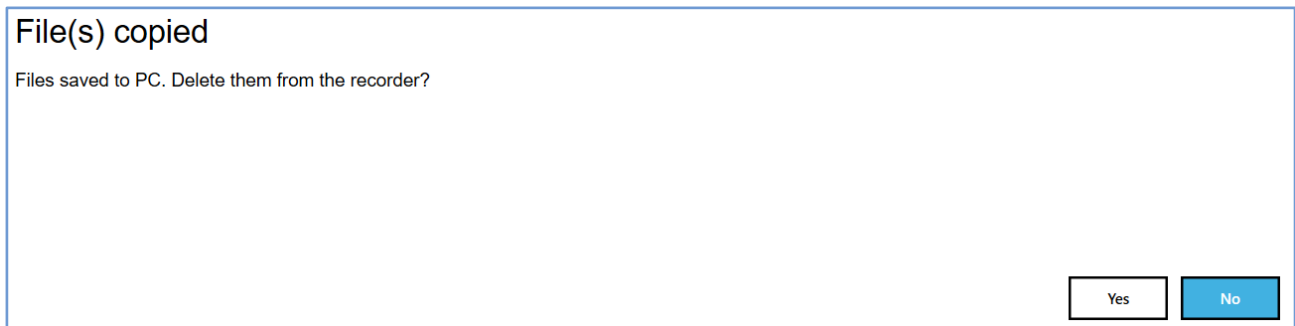 File(s) copied
Files saved to PC. Delete them from the recorder?
Yes No